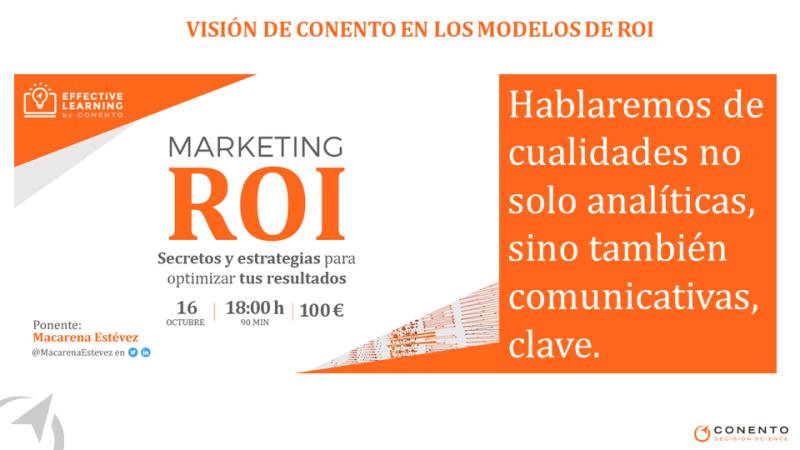 VISIÓN DE CONENTO EN LOS MODELOS DE ROI
EFFECTIVE
LEARNING
by CONENTO
MARKETING
ROI
Secretos y estrategias para
optimizar tus resultados
16 18:00 h 100 €
OCTUBRE 90 MIN
Ponente:
Macarena Estévez
@MacarenaEstevez en
Hablaremos de
cualidades no
solo analíticas,
sino también
comunicativas,
clave.
CONENTO
DECISION SCIENCE